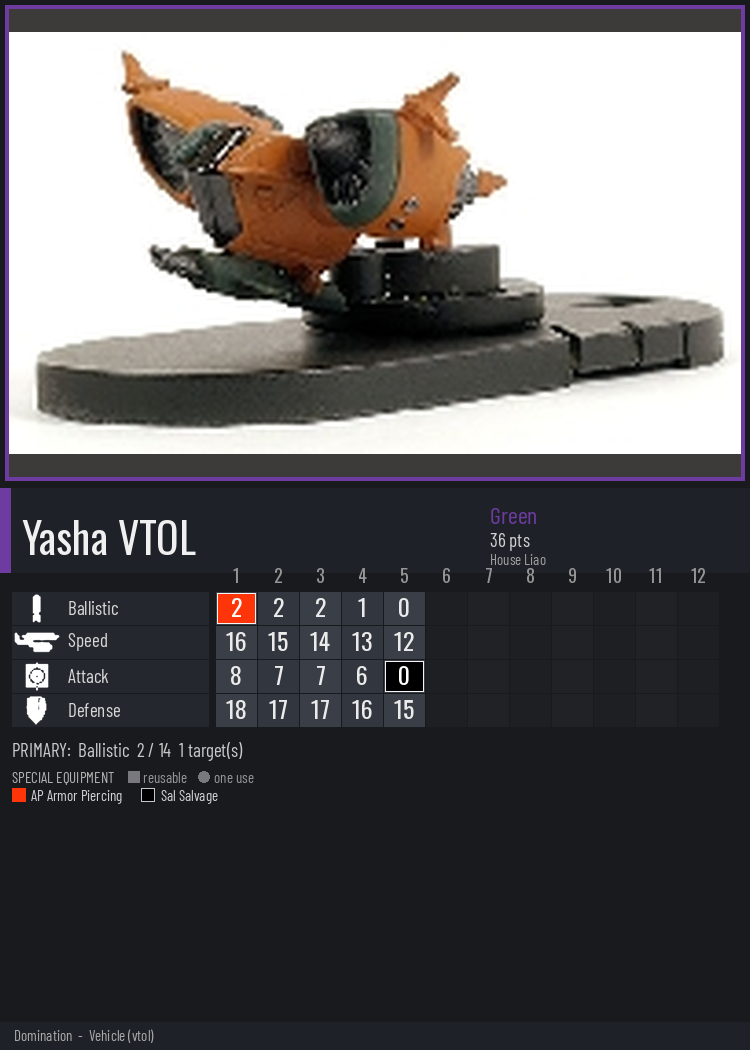 Yasha VTOL
Green
36 pts
House Liao
1 2 3 4 5 6 7 8 9 10 11 12
Ballistic 2 2 2 1 0
Speed 16 15 14 13 12
Attack 8 7 7 6 0
Defense 18 17 17 16 15
PRIMARY: Ballistic 2 / 14 1 target(s)
SPECIAL EQUIPMENT reusable one use
AP Armor Piercing Sal Salvage
Domination - Vehicle (vtol)